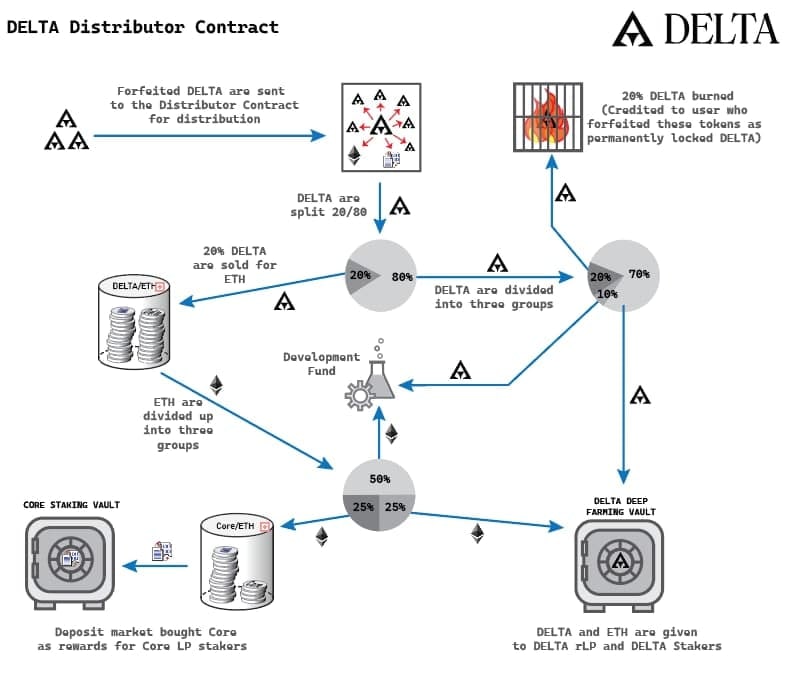 DELTA Distributor Contract
DELTA
Forfeited DELTA are sent
to the Distributor Contract
for distribution
20% DELTA burned
(Credited to user who
forfeited these tokens as
permanently locked DELTA)
DELTA are
split 20/80
20% DELTA
are sold for
ETH
20%
80%
DELTA are divided
into three groups
20%
70%
10%
DELTA/ETH
Development
Fund
ETH are
divided up
into three
groups
50%
25%
25%
CORE STAKING VAULT
Core/ETH
DELTA DEEP
FARMING VAULT
Deposit market bought Core
as rewards for Core LP stakers
DELTA and ETH are given
to DELTA rLP and DELTA Stakers